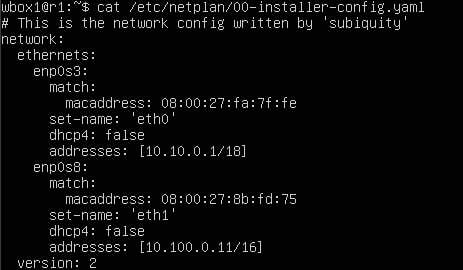 wbox1@r1:~$ cat /etc/netplan/00-installer-config.yaml
# This is the network config written by 'subiquity'
network:
  ethernets:
    enp0s3:
      match:
        macaddress: 08:00:27:fa:7f:fe
      set-name: 'eth0'
      dhcp4: false
      addresses: [10.10.0.1/18]
    enp0s8:
      match:
        macaddress: 08:00:27:8b:fd:75
      set-name: 'eth1'
      dhcp4: false
      addresses: [10.100.0.11/16]
  version: 2